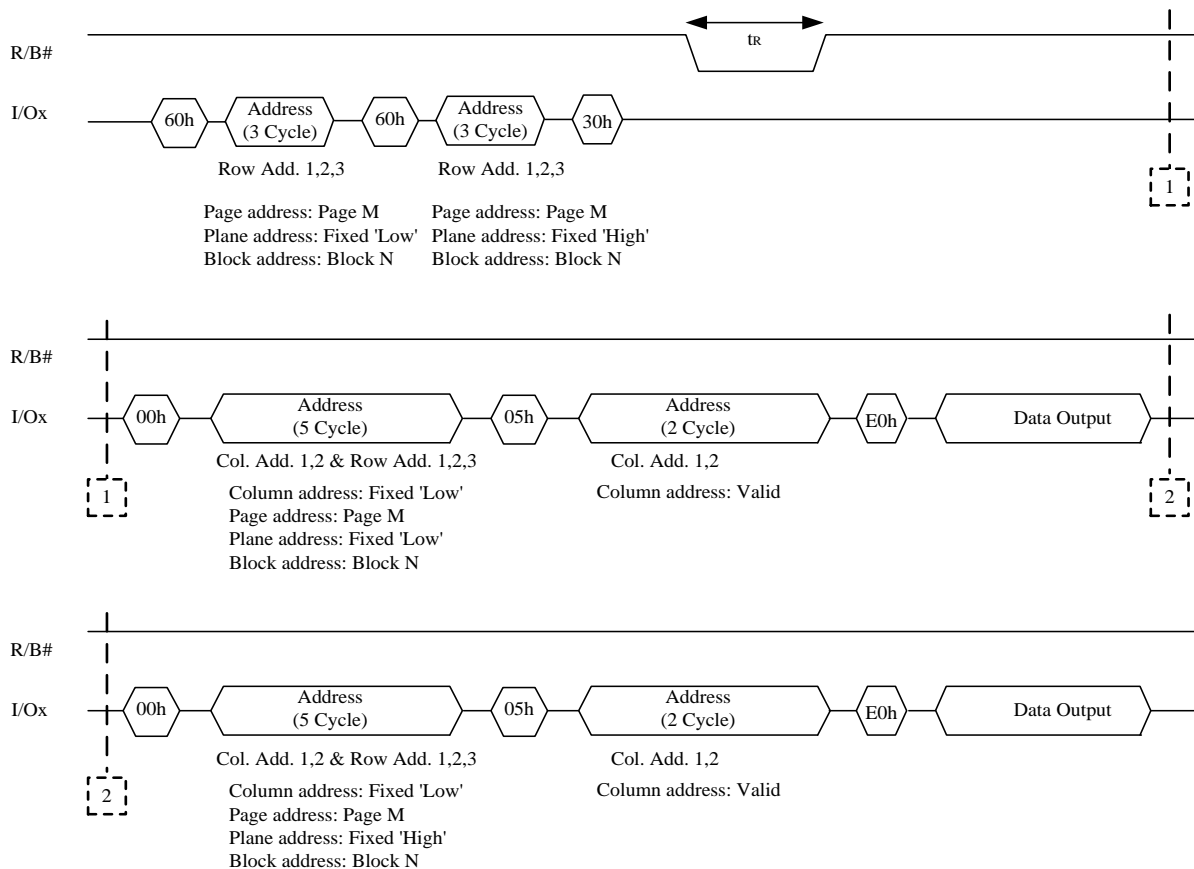 tR
R/B#
I/Ox
60h
Address
(3 Cycle)
60h
Address
(3 Cycle)
30h
Row Add. 1,2,3
Row Add. 1,2,3
1
Page address: Page M
Plane address: Fixed 'Low'
Block address: Block N
Page address: Page M
Plane address: Fixed 'High'
Block address: Block N
R/B#
I/Ox
00h
Address
(5 Cycle)
05h
Address
(2 Cycle)
E0h
Data Output
Col. Add. 1,2 & Row Add. 1,2,3
Col. Add. 1,2
1
Column address: Fixed 'Low'
Page address: Page M
Plane address: Fixed 'Low'
Block address: Block N
Column address: Valid
2
R/B#
I/Ox
00h
Address
(5 Cycle)
05h
Address
(2 Cycle)
E0h
Data Output
Col. Add. 1,2 & Row Add. 1,2,3
Col. Add. 1,2
2
Column address: Fixed 'Low'
Page address: Page M
Plane address: Fixed 'High'
Block address: Block N
Column address: Valid